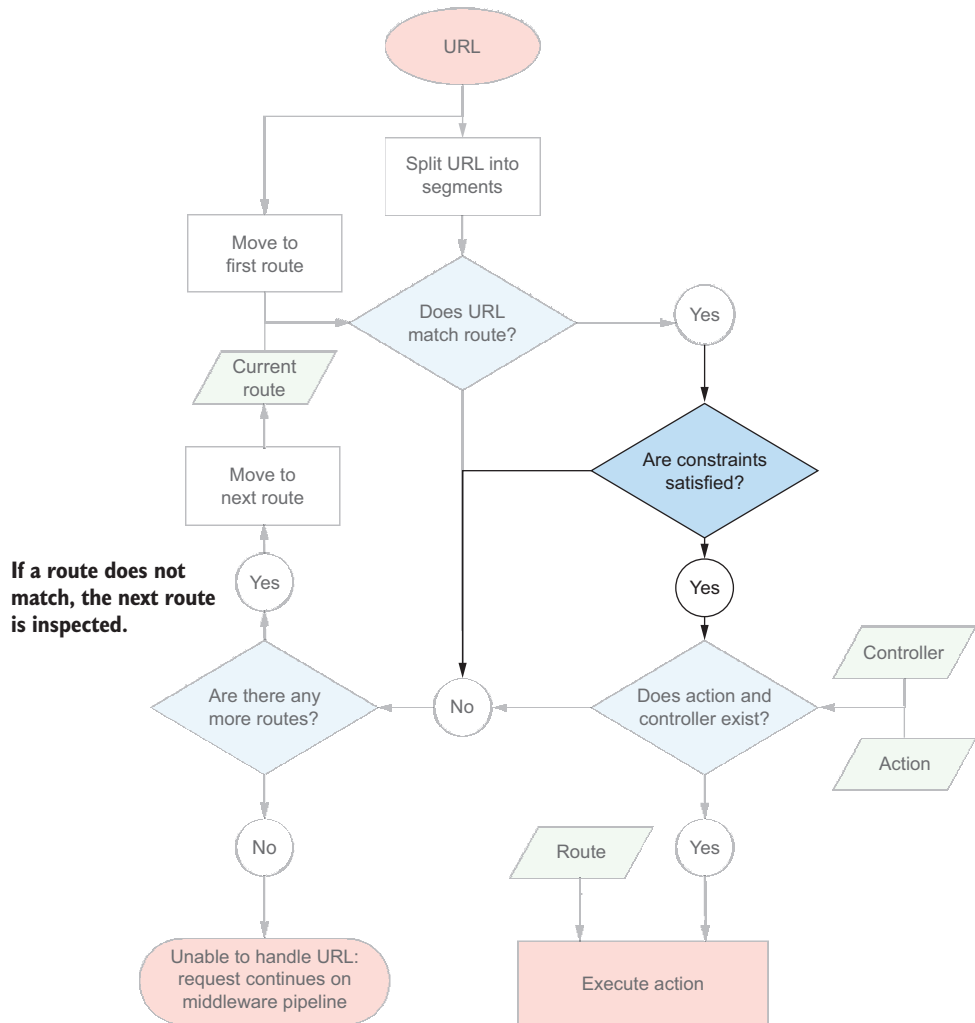 URL
Split URL into
segments
Move to
first route
Does URL
match route?
Yes
Current
route
Are constraints
satisfied?
Move to
next route
If a route does not
match, the next route
is inspected.
Yes
Yes
Controller
Are there any
more routes?
No
Does action and
controller exist?
Action
No
Route
Yes
Unable to handle URL:
request continues on
middleware pipeline
Execute action